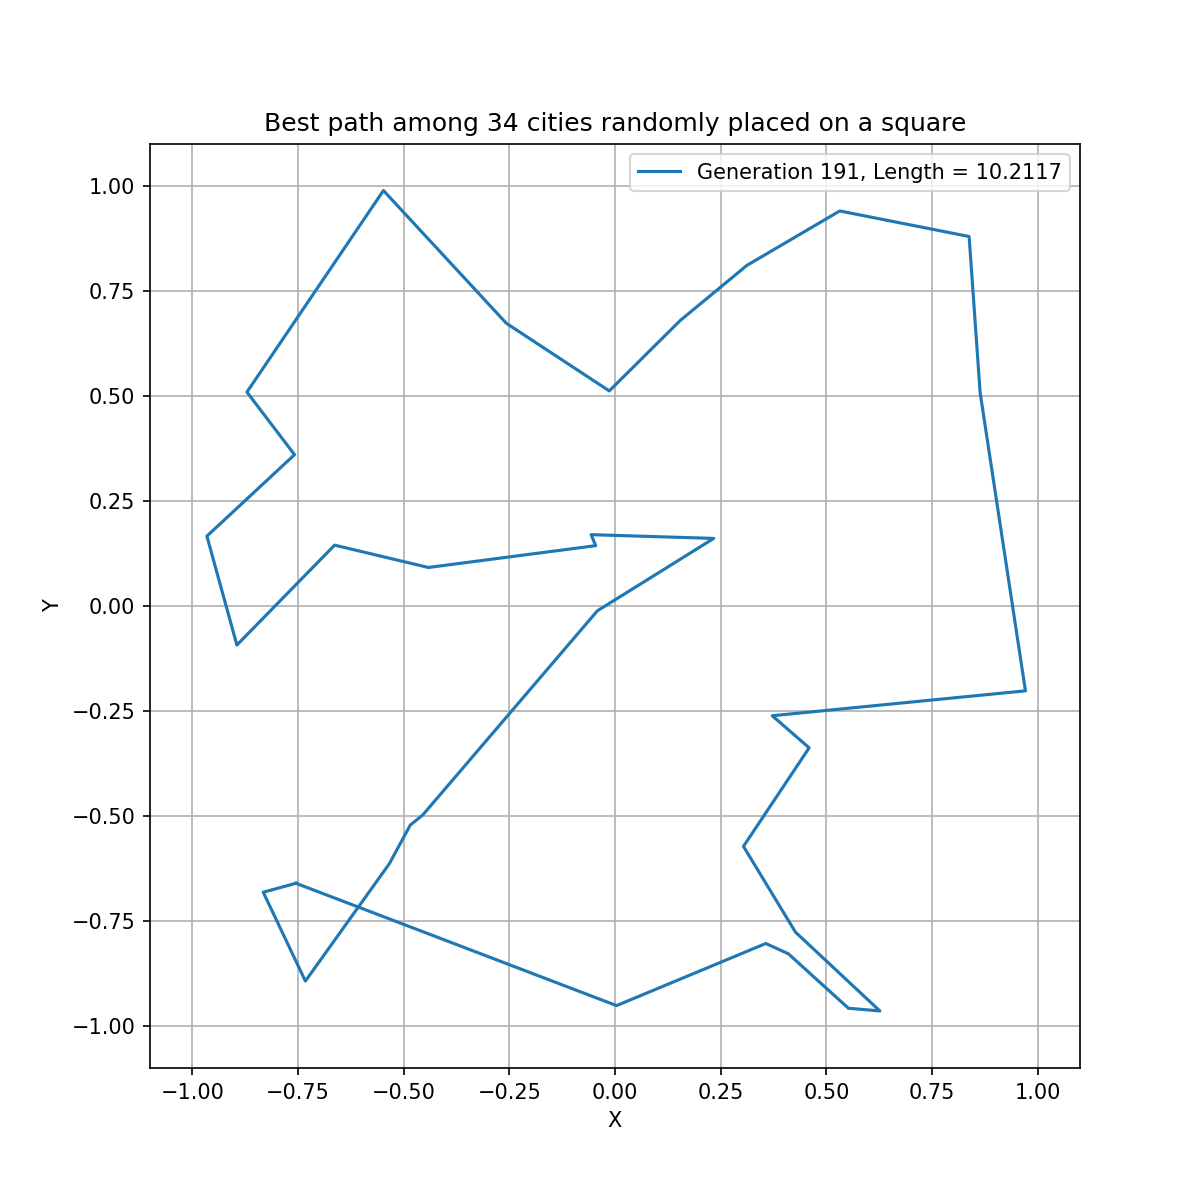 Best path among 34 cities randomly placed on a square
Generation 191, Length = 10.2117
1.00
0.75
0.50
0.25
0.00
−0.25
−0.50
−0.75
−1.00
Y
−1.00 −0.75 −0.50 −0.25 0.00 0.25 0.50 0.75 1.00
X